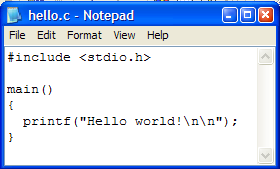 hello.c - Notepad
File Edit Format View Help
#include <stdio.h>

main()
{
  printf("Hello world!\n\n");
}